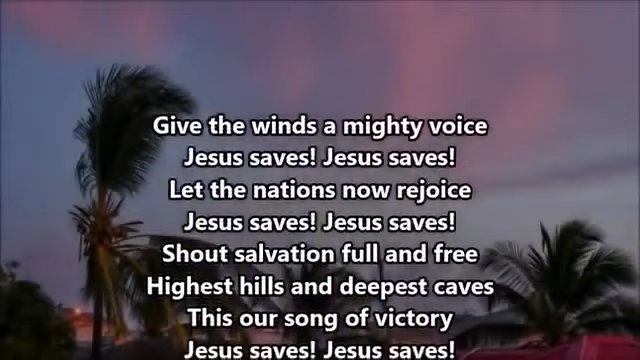 Give the winds a mighty voice
Jesus saves! Jesus saves!
Let the nations now rejoice
Jesus saves! Jesus saves!
Shout salvation full and free
Highest hills and deepest caves
This our song of victory
Jesus saves! Jesus saves!